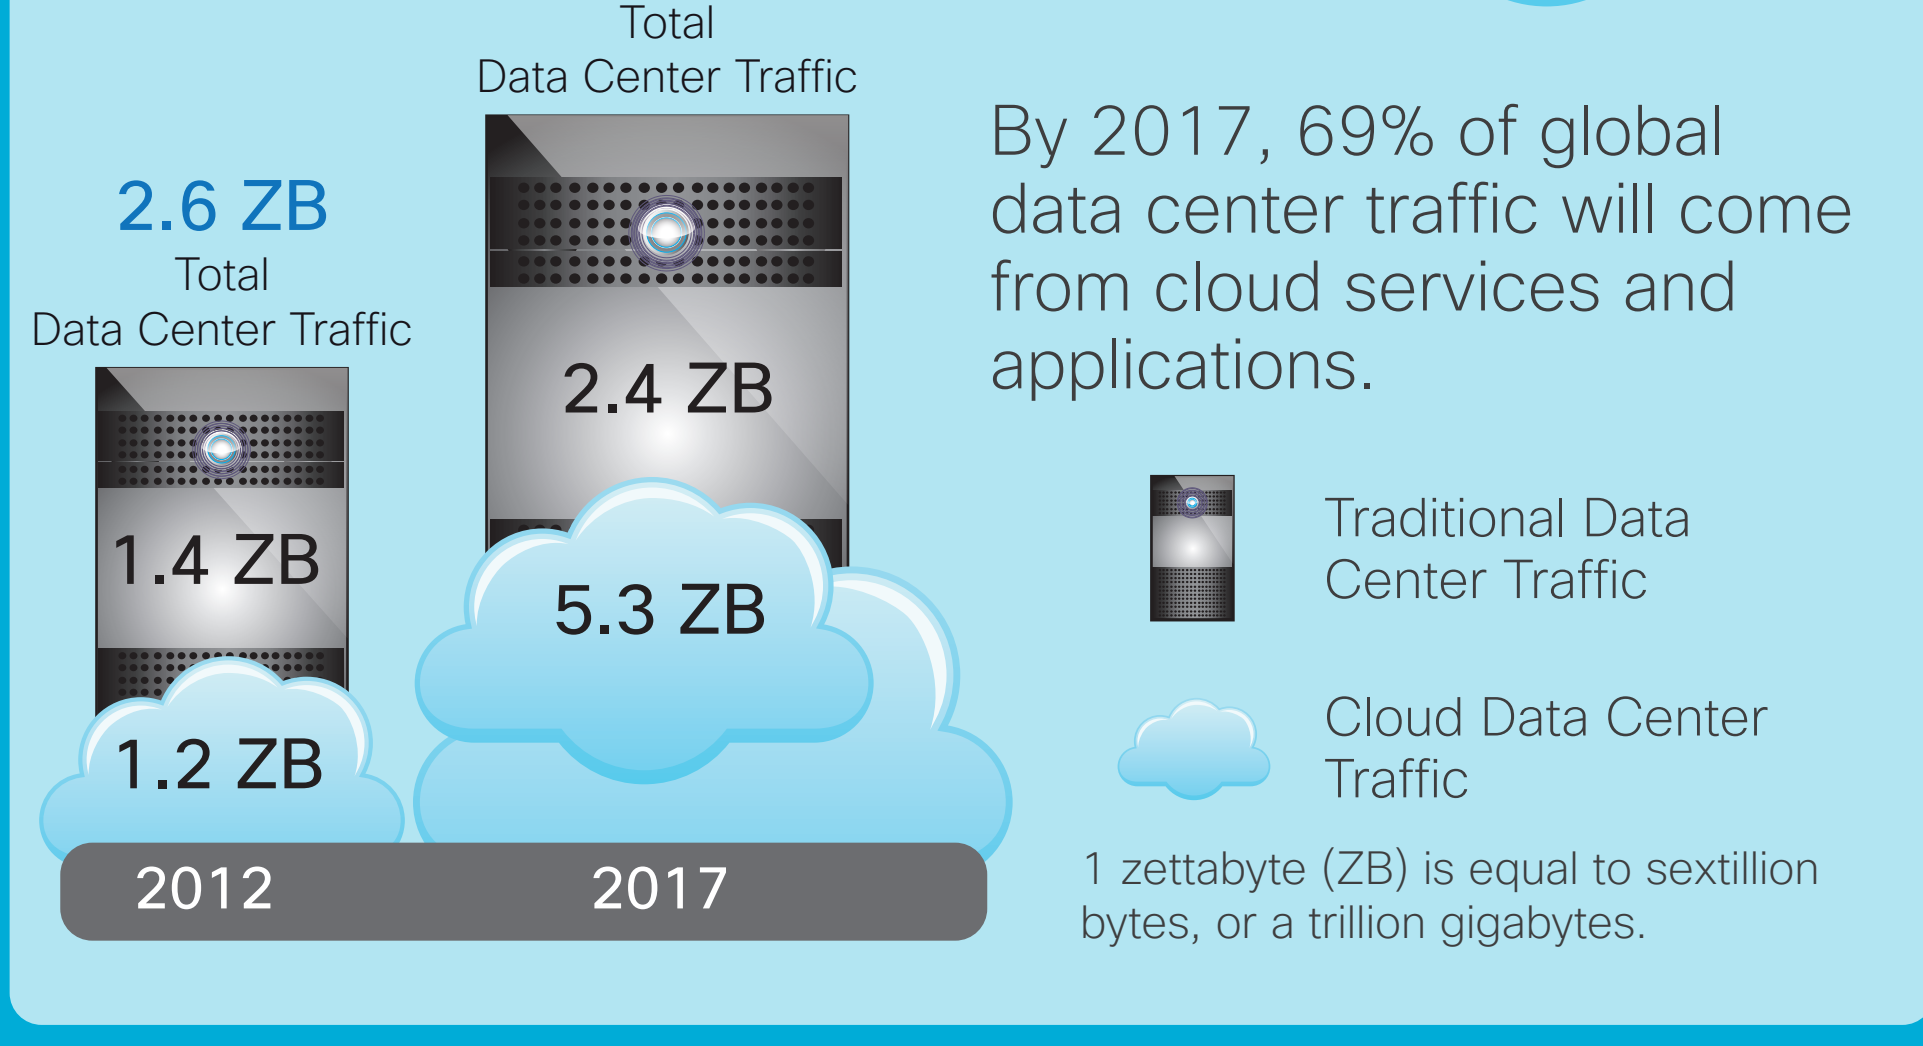 Total
Data Center Traffic
2.6 ZB
Total
Data Center Traffic
2.4 ZB
1.4 ZB
5.3 ZB
1.2 ZB
2012
2017
By 2017, 69% of global
data center traffic will come
from cloud services and
applications.
Traditional Data
Center Traffic
Cloud Data Center
Traffic
1 zettabyte (ZB) is equal to sextillion
bytes, or a trillion gigabytes.